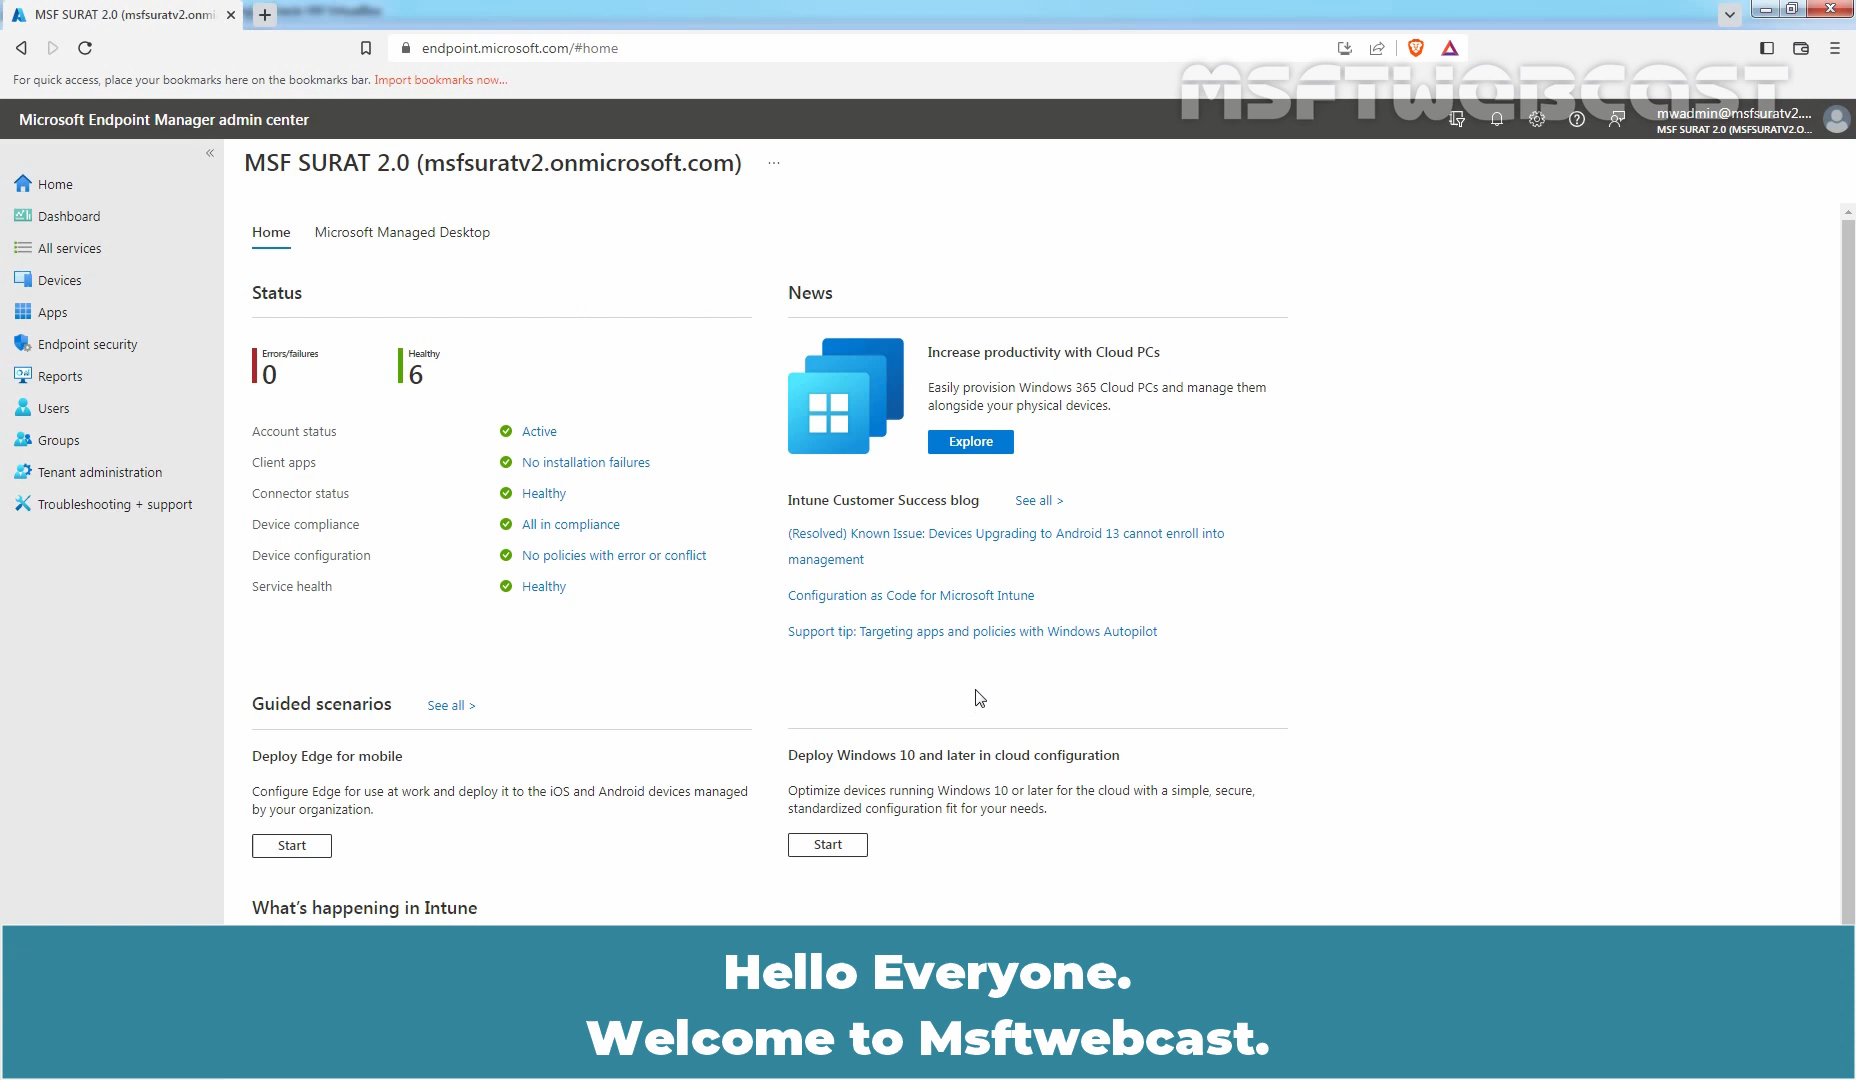 MSF SURAT 2.0 (msfsuratv2.onmi
endpoint.microsoft.com/#home
For quick access, place your bookmarks here on the bookmarks bar. Import bookmarks now...
MSFTWEBCAST
Microsoft Endpoint Manager admin center
mwadmin@msfsuratv2....
MSF SURAT 2.0 (MSFSURATV2.O...
«
MSF SURAT 2.0 (msfsuratv2.onmicrosoft.com) ...
Home
Dashboard
All services
Devices
Apps
Endpoint security
Reports
Users
Groups
Tenant administration
Troubleshooting + support
Home Microsoft Managed Desktop
Status
Errors/failures
0
Healthy
6
Account status Active
Client apps No installation failures
Connector status Healthy
Device compliance All in compliance
Device configuration No policies with error or conflict
Service health Healthy
News
Increase productivity with Cloud PCs
Easily provision Windows 365 Cloud PCs and manage them
alongside your physical devices.
Explore
Intune Customer Success blog See all >
(Resolved) Known Issue: Devices Upgrading to Android 13 cannot enroll into
management
Configuration as Code for Microsoft Intune
Support tip: Targeting apps and policies with Windows Autopilot
Guided scenarios See all >
Deploy Edge for mobile
Configure Edge for use at work and deploy it to the iOS and Android devices managed
by your organization.
Start
Deploy Windows 10 and later in cloud configuration
Optimize devices running Windows 10 or later for the cloud with a simple, secure,
standardized configuration fit for your needs.
Start
What's happening in Intune
Hello Everyone.
Welcome to Msftwebcast.